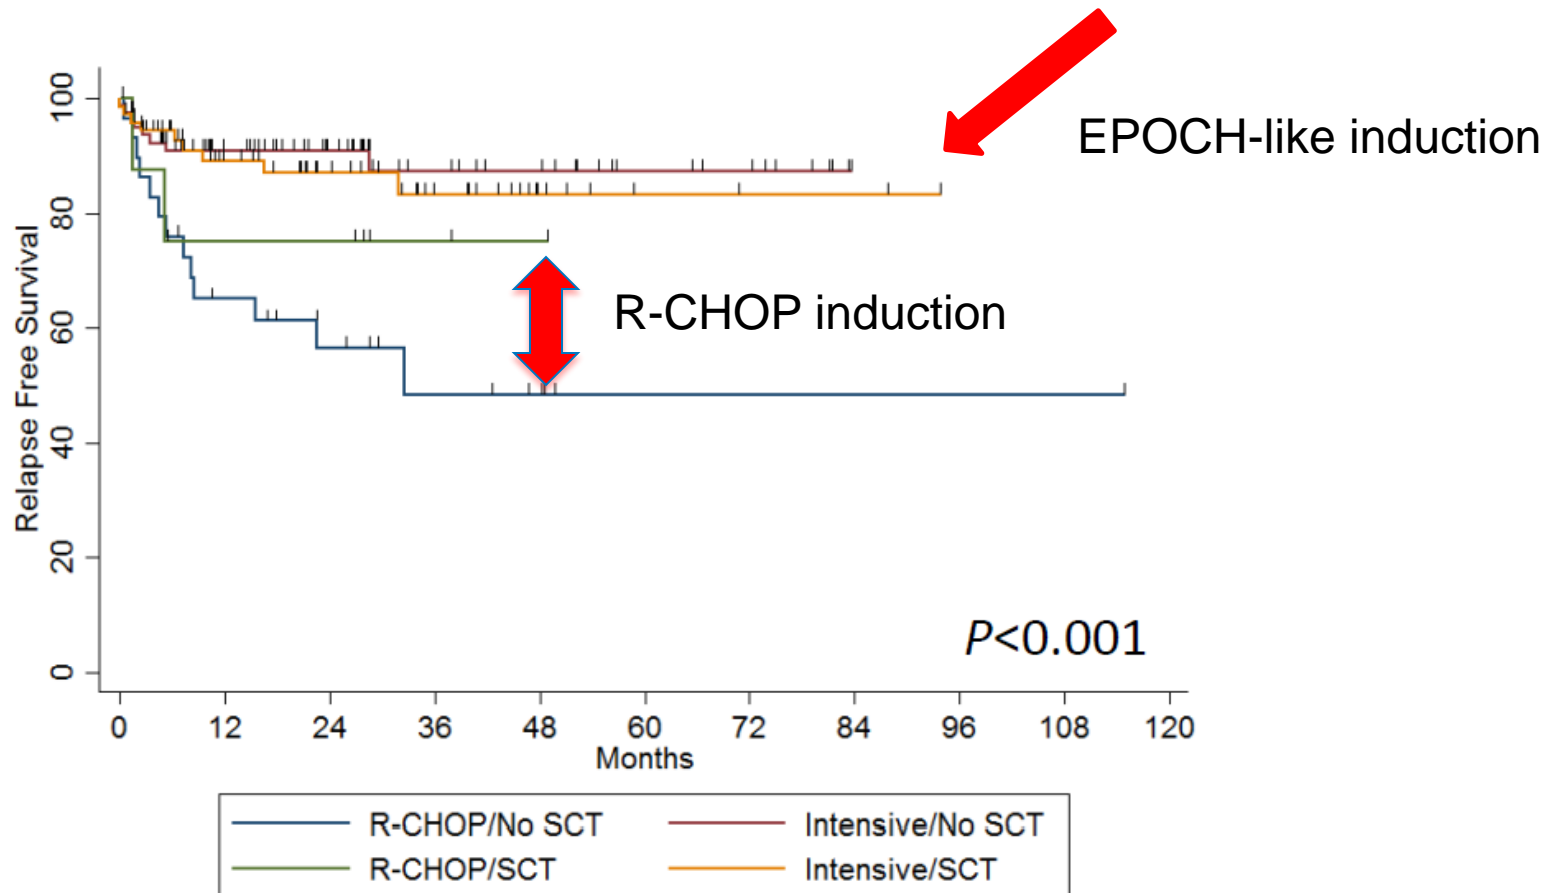 EPOCH-like induction
R-CHOP induction
P<0.001
Relapse Free Survival
100
80
60
40
20
0
0 12 24 36 48 60 72 84 96 108 120
Months
R-CHOP/No SCT Intensive/No SCT
R-CHOP/SCT Intensive/SCT